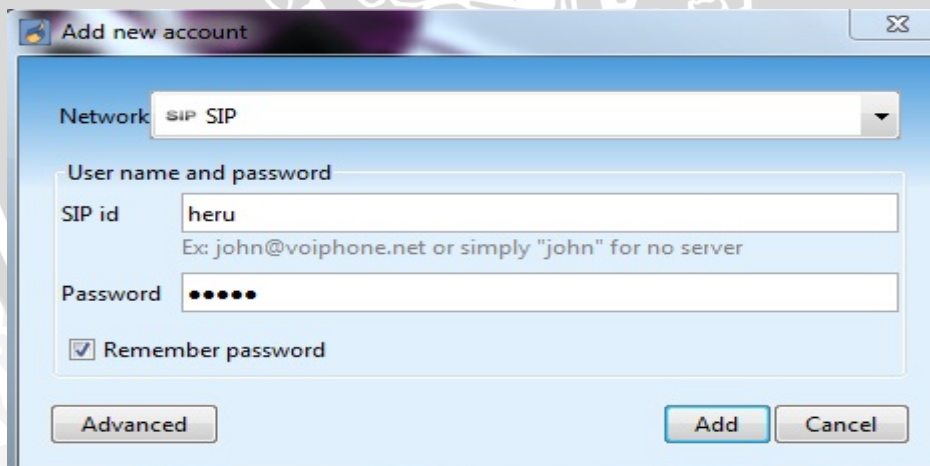 Add new account
Network SIP SIP
User name and password
SIP id heru
Ex: john@voiphone.net or simply "john" for no server
Password •••••
Remember password
Advanced Add Cancel